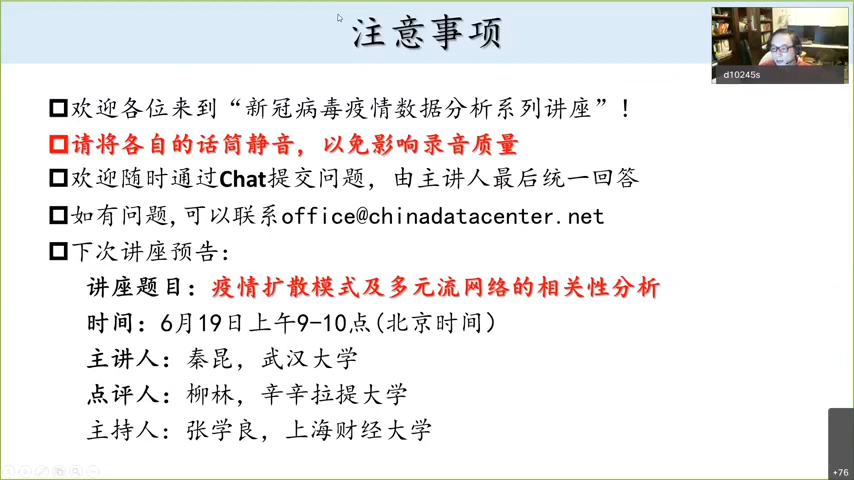 注意事项
d10245s
欢迎各位来到“新冠病毒疫情数据分析系列讲座”！
请将各自的话筒静音，以免影响录音质量
欢迎随时通过Chat提交问题，由主讲人最后统一回答
如有问题,可以联系office@chinadatacenter.net
下次讲座预告：
讲座题目：疫情扩散模式及多元流网络的相关性分析
时间：6月19日上午9-10点(北京时间)
主讲人：秦昆，武汉大学
点评人：柳林，辛辛拉提大学
主持人：张学良，上海财经大学
+76